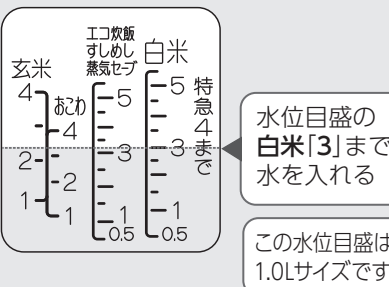 エコ炊飯
すしめし
蒸気セーブ
白米
玄米
おこわ
特急4まで
4
2
1
4
2
1
5
3
1
0.5
5
3
1
0.5
水位目盛の
白米「3」まで
水を入れる
この水位目盛は
1.0Lサイズです